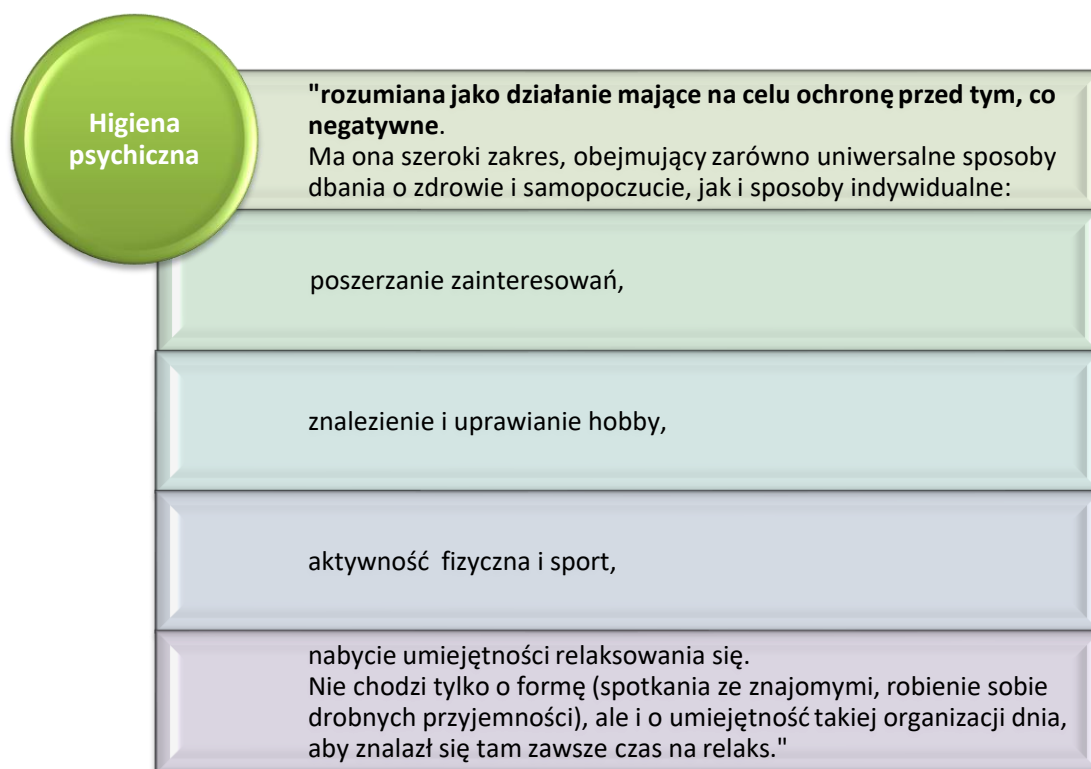 Higiena
psychiczna
"rozumiana jako działanie mające na celu ochronę przed tym, co
negatywne.
Ma ona szeroki zakres, obejmujący zarówno uniwersalne sposoby
dbania o zdrowie i samopoczucie, jak i sposoby indywidualne:
poszerzanie zainteresowań,
znalezienie i uprawianie hobby,
aktywność  fizyczna i sport,
nabycie umiejętności relaksowania się.
Nie chodzi tylko o formę (spotkania ze znajomymi, robienie sobie
drobnych przyjemności), ale i o umiejętność takiej organizacji dnia,
aby znalazł się tam zawsze czas na relaks."